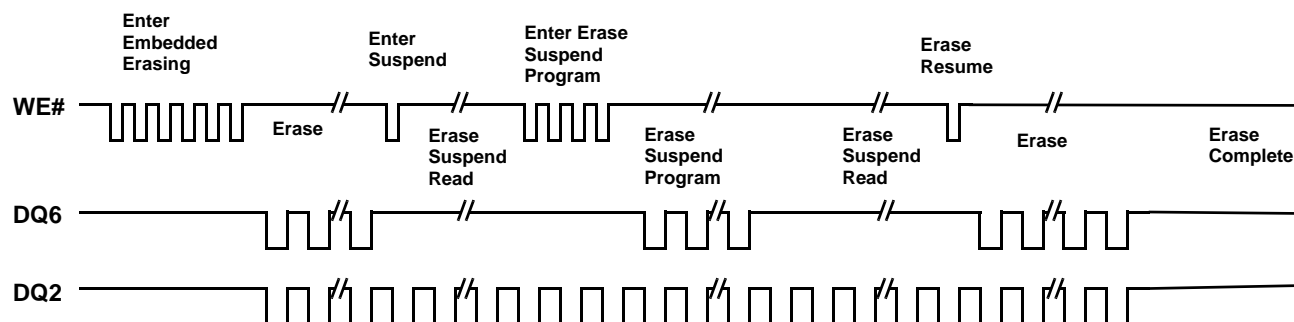 Enter
Embedded
Erasing
Enter
Suspend
Enter Erase
Suspend
Program
Erase
Resume
WE#
Erase
Erase
Suspend
Read
Erase
Suspend
Program
Erase
Suspend
Read
Erase
Erase
Complete
DQ6
DQ2